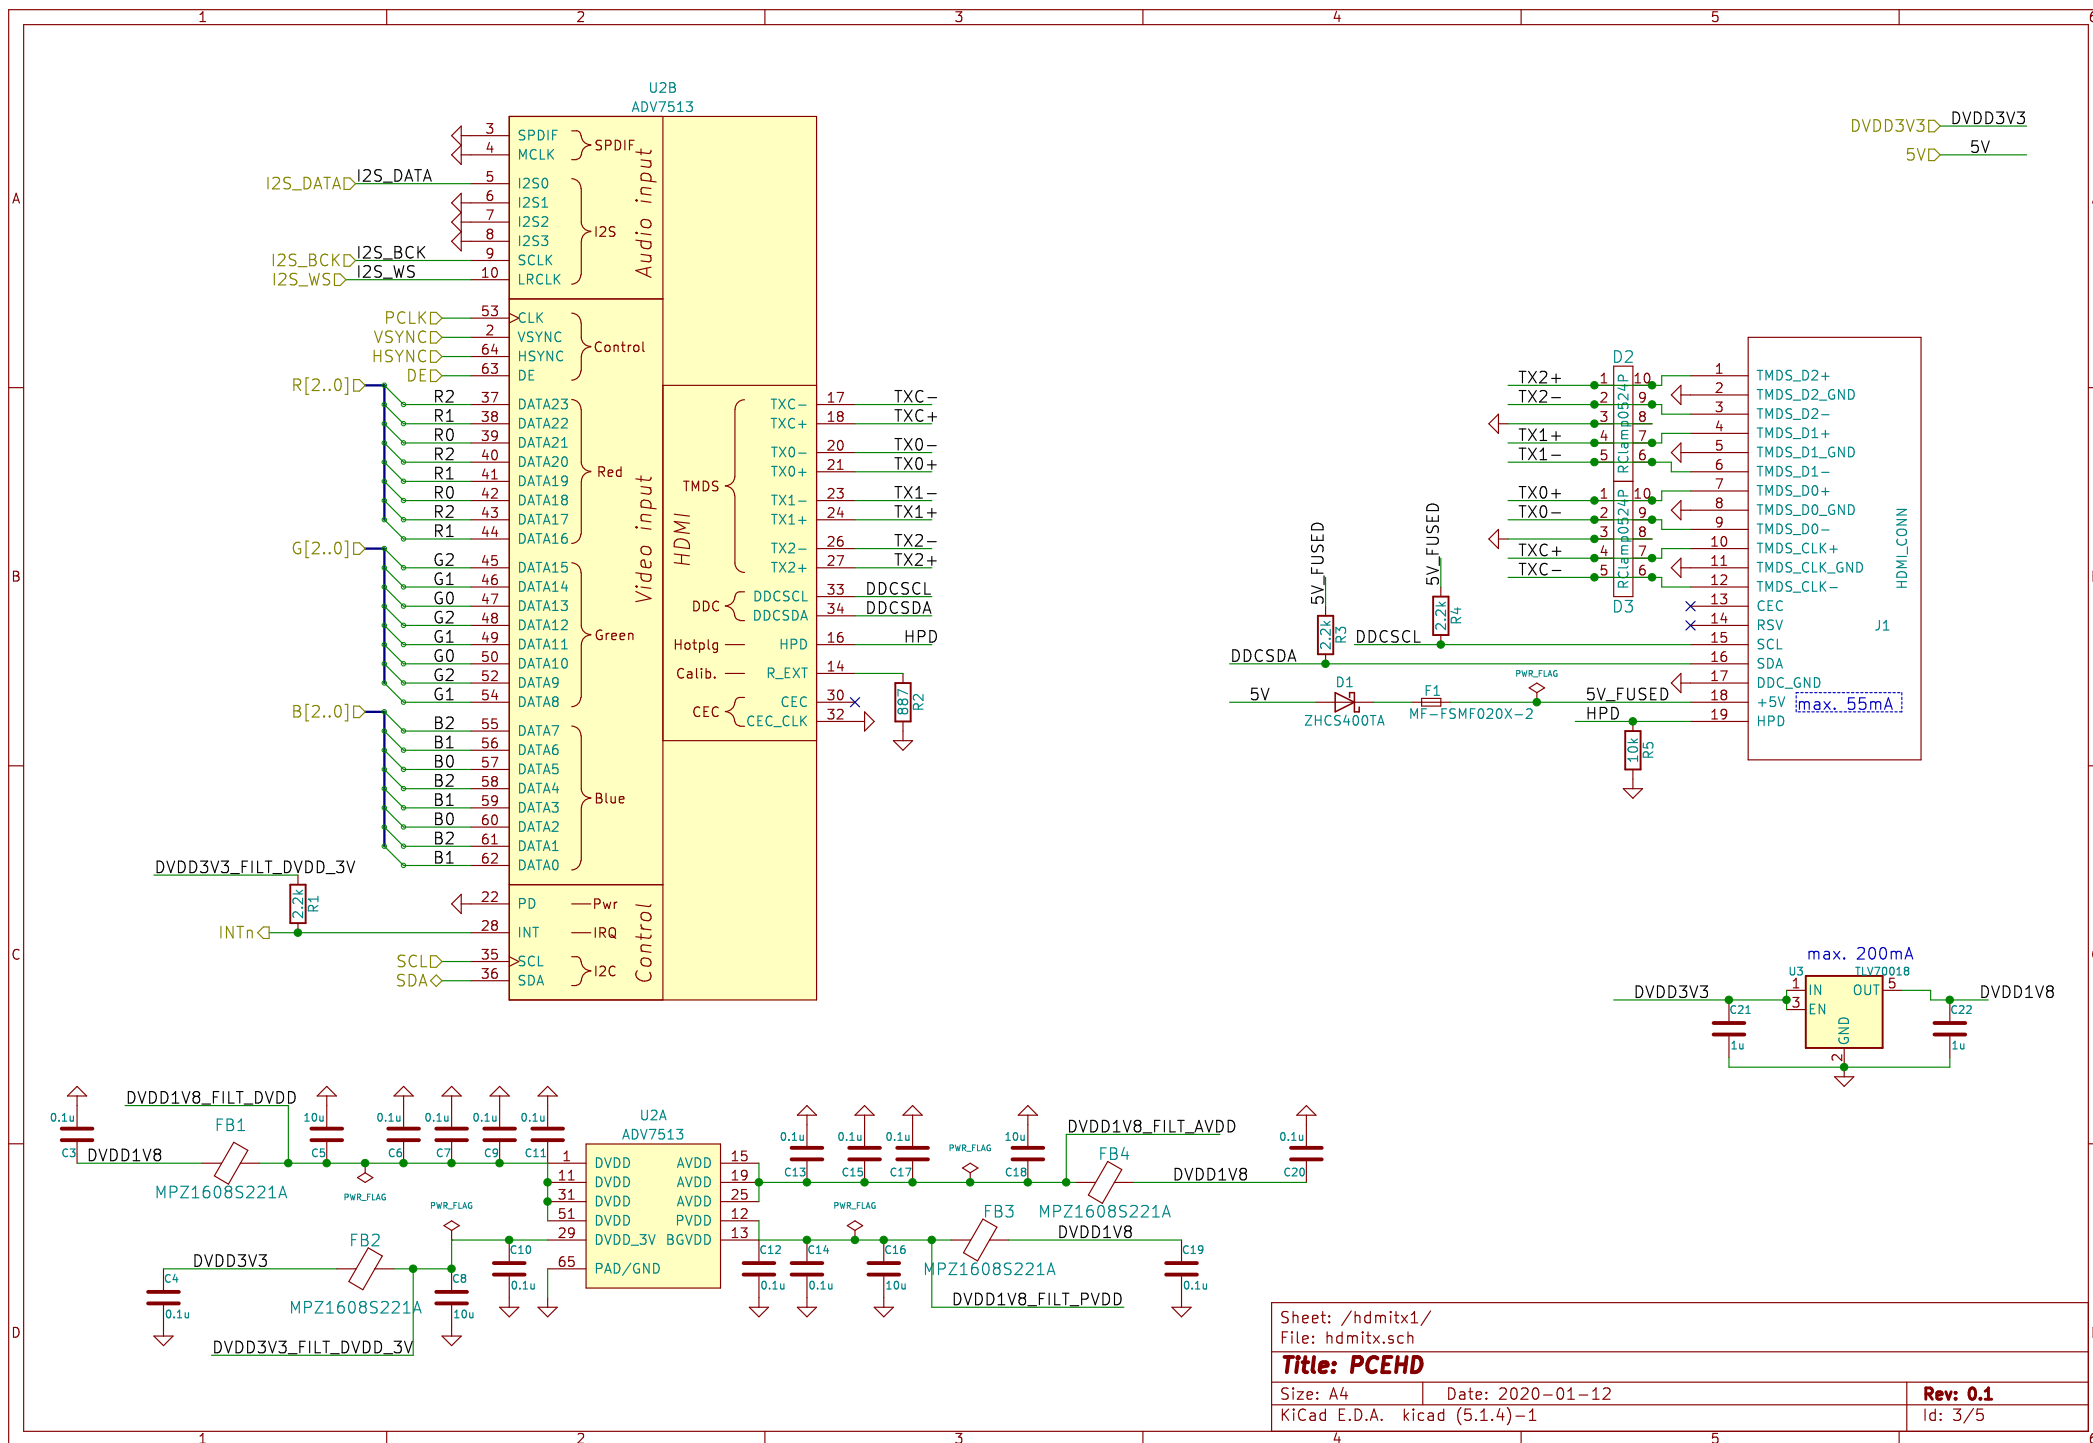 1 2 3 4 5 6
A
B
C
D
U2B
ADV7513
3 SPDIF
4 MCLK
SPDIF
I2S_DATA I2S_DATA 5 I2S0
6 I2S1
7 I2S2
8 I2S3
I2S
I2S_BCK I2S_BCK 9 SCLK
I2S_WS I2S_WS 10 LRCLK
Audio input
PCLK 53 CLK
VSYNC 2 VSYNC
HSYNC 64 HSYNC
DE 63 DE
Control
R[2..0]
R2 37 DATA23
R1 38 DATA22
R0 39 DATA21
R2 40 DATA20
R1 41 DATA19
R0 42 DATA18
R2 43 DATA17
R1 44 DATA16
Red
G[2..0]
G2 45 DATA15
G1 46 DATA14
G0 47 DATA13
G2 48 DATA12
G1 49 DATA11
G0 50 DATA10
G2 52 DATA9
G1 54 DATA8
Green
Video input
B[2..0]
B2 55 DATA7
B1 56 DATA6
B0 57 DATA5
B2 58 DATA4
B1 59 DATA3
B0 60 DATA2
B2 61 DATA1
B1 62 DATA0
Blue
DVDD3V3_FILT_DVDD_3V
2.2k R1
22 PD Pwr
INTn 28 INT IRQ
SCL 35 SCL
SDA 36 SDA
I2C
Control
HDMI
TMDS
TXC- 17 TXC-
TXC+ 18 TXC+
TX0- 20 TX0-
TX0+ 21 TX0+
TX1- 23 TX1-
TX1+ 24 TX1+
TX2- 26 TX2-
TX2+ 27 TX2+
DDC
DDCSCL 33 DDCSCL
DDCSDA 34 DDCSDA
Hotplg HPD 16 HPD
Calib. R_EXT 14
887 R2
CEC
CEC 30
CEC_CLK 32
DVDD3V3 DVDD3V3
5V 5V
D2
RClamp0524P
TX2+ 1 10
TX2- 2 9
3 8
TX1+ 4 7
TX1- 5 6
RClamp0524P
TX0+ 1 10
TX0- 2 9
3 8
TXC+ 4 7
TXC- 5 6
D3
1 TMDS_D2+
2 TMDS_D2_GND
3 TMDS_D2-
4 TMDS_D1+
5 TMDS_D1_GND
6 TMDS_D1-
7 TMDS_D0+
8 TMDS_D0_GND
9 TMDS_D0-
10 TMDS_CLK+
11 TMDS_CLK_GND
12 TMDS_CLK-
13 CEC
14 RSV
15 SCL
16 SDA
17 DDC_GND
18 +5V
19 HPD
HDMI_CONN
J1
max. 55mA
5V_FUSED
2.2k R3
5V_FUSED
2.2k R4
DDCSCL
DDCSDA
5V
D1
ZHCS400TA
F1
MF-FSMF020X-2
PWR_FLAG
5V_FUSED
HPD
10k R5
max. 200mA
U3 TLV70018
DVDD3V3
1 IN
3 EN
OUT 5
GND
2
DVDD1V8
C21 1u
C22 1u
DVDD1V8_FILT_DVDD
FB1
MPZ1608S221A
DVDD1V8
0.1u C3
10u C5
PWR_FLAG
0.1u C6
0.1u C7
0.1u C9
0.1u C11
PWR_FLAG
DVDD3V3
FB2
MPZ1608S221A
C4 0.1u
C8 10u
C10 0.1u
DVDD3V3_FILT_DVDD_3V
U2A
ADV7513
1 DVDD AVDD 15
11 DVDD AVDD 19
31 DVDD AVDD 25
51 DVDD PVDD 12
29 DVDD_3V BGVDD 13
65 PAD/GND
0.1u C13
0.1u C15
0.1u C17
PWR_FLAG
10u C18
DVDD1V8_FILT_AVDD
FB4
MPZ1608S221A
DVDD1V8
0.1u C20
PWR_FLAG
C12 0.1u
C14 0.1u
C16 10u
FB3
MPZ1608S221A
DVDD1V8
C19 0.1u
DVDD1V8_FILT_PVDD
Sheet: /hdmitx1/
File: hdmitx.sch
Title: PCEHD
Size: A4 Date: 2020-01-12 Rev: 0.1
KiCad E.D.A. kicad (5.1.4)-1 Id: 3/5
1 2 3 4 5 6